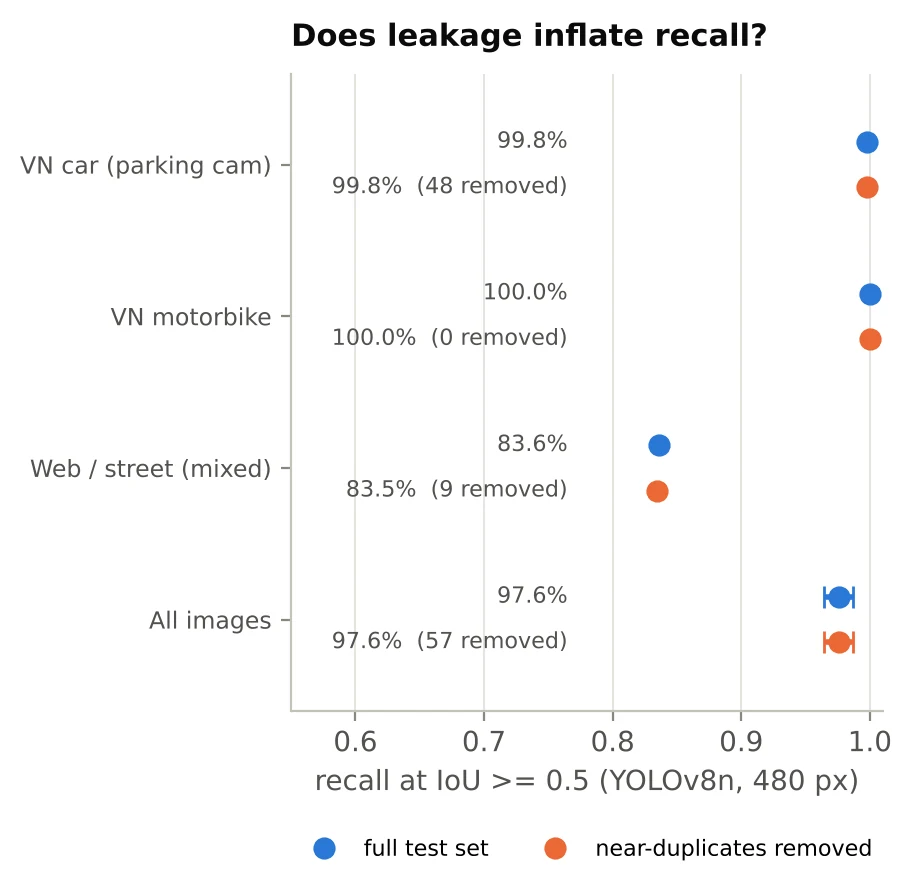 Does leakage inflate recall?
99.8%
VN car (parking cam)
99.8% (48 removed)
100.0%
VN motorbike
100.0% (0 removed)
83.6%
Web / street (mixed)
83.5% (9 removed)
97.6%
All images
97.6% (57 removed)
0.6 0.7 0.8 0.9 1.0
recall at IoU >= 0.5 (YOLOv8n, 480 px)
full test set near-duplicates removed